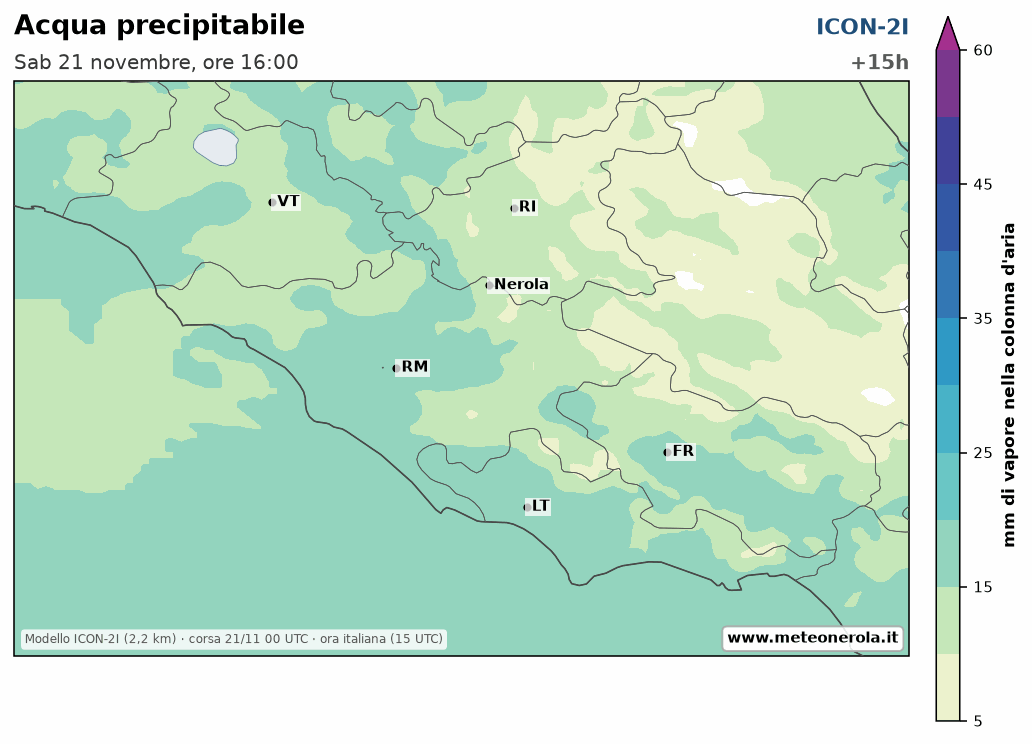 Acqua precipitabile
ICON-2I
Sab 21 novembre, ore 16:00
+15h
60
45
35
25
15
5
mm di vapore nella colonna d'aria
VT
RI
Nerola
RM
FR
LT
Modello ICON-2I (2,2 km) · corsa 21/11 00 UTC · ora italiana (15 UTC)
www.meteonerola.it